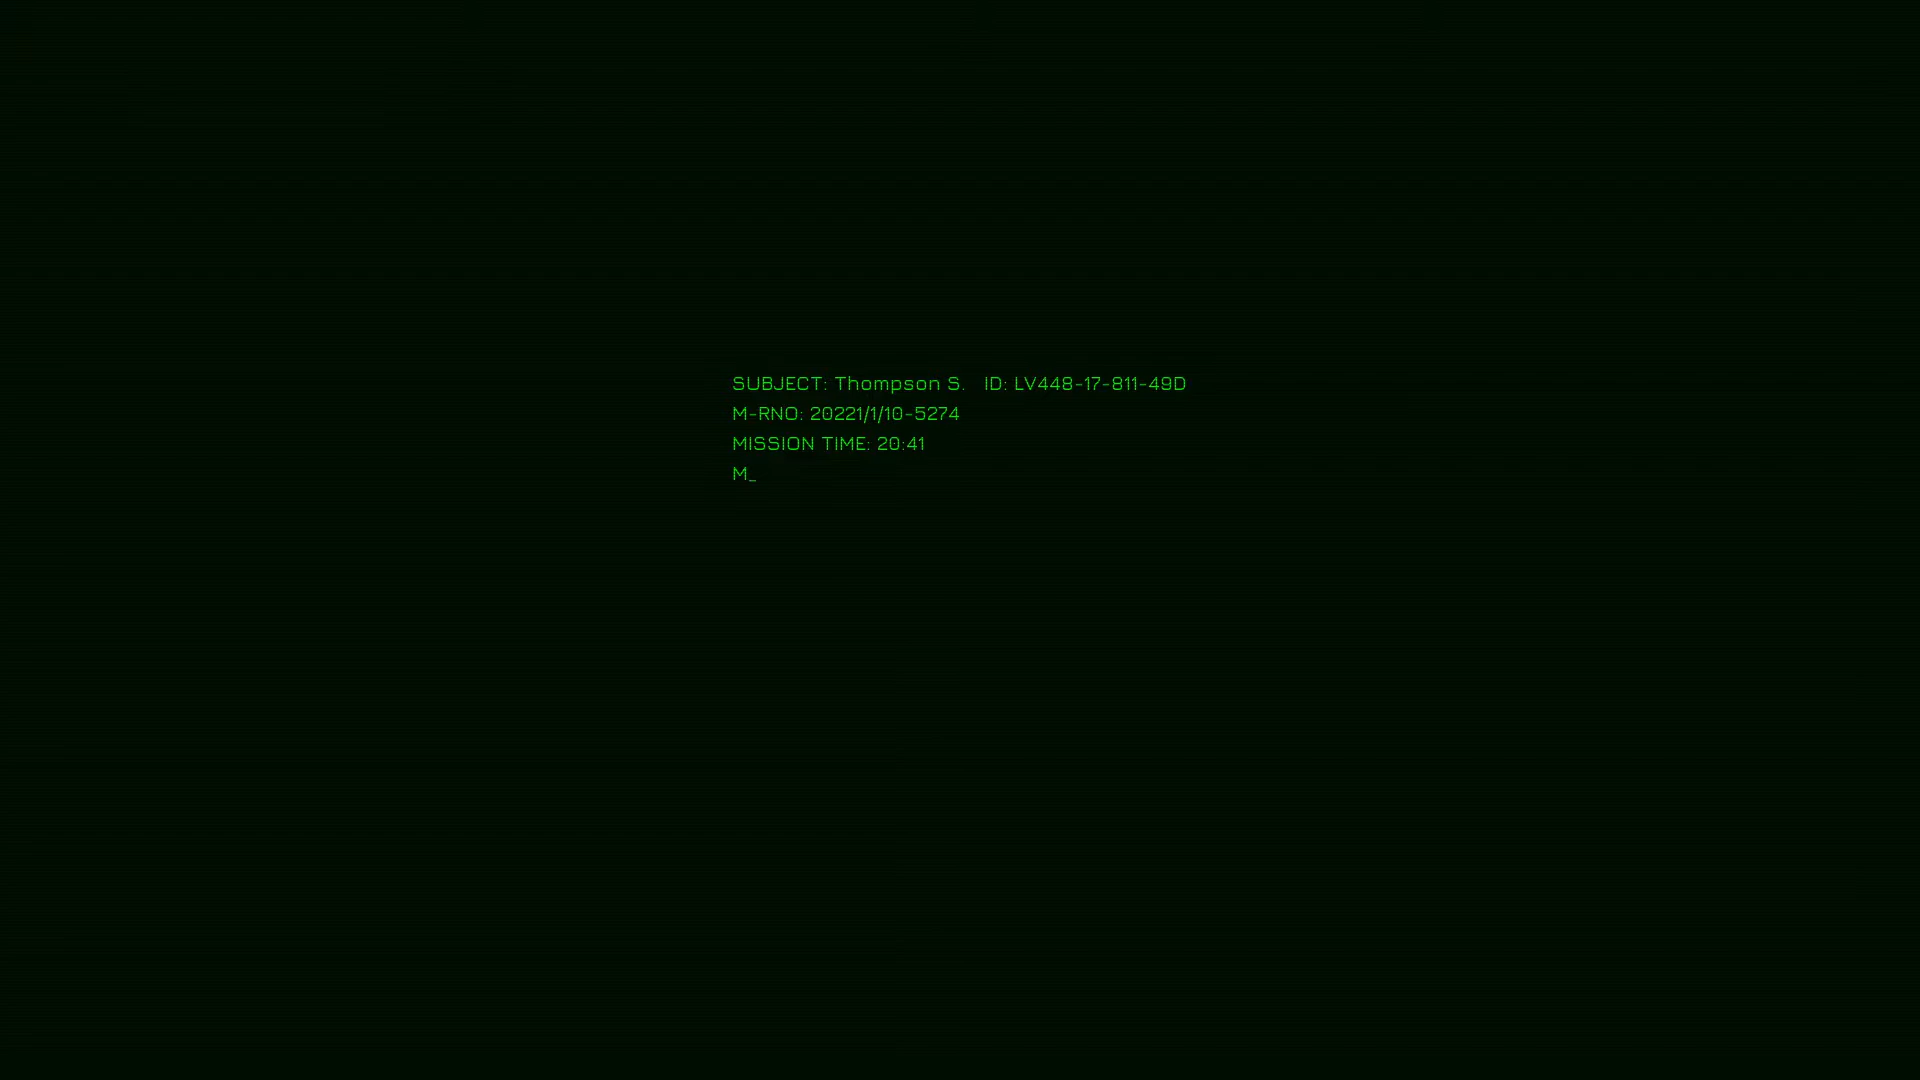 SUBJECT: Thompson S.   ID: LV448-17-811-49D
M-RNO: 20221/1/10-5274
MISSION TIME: 20:41
M_